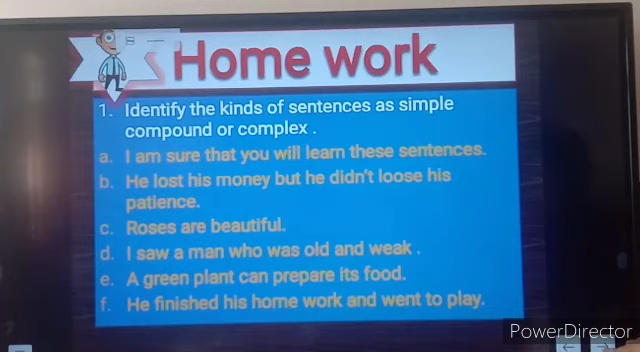 Home work
1. Identify the kinds of sentences as simple
compound or complex .
a. I am sure that you will learn these sentences.
b. He lost his money but he didn't loose his
patience.
c. Roses are beautiful.
d. I saw a man who was old and weak .
e. A green plant can prepare its food.
f. He finished his home work and went to play.
PowerDirector